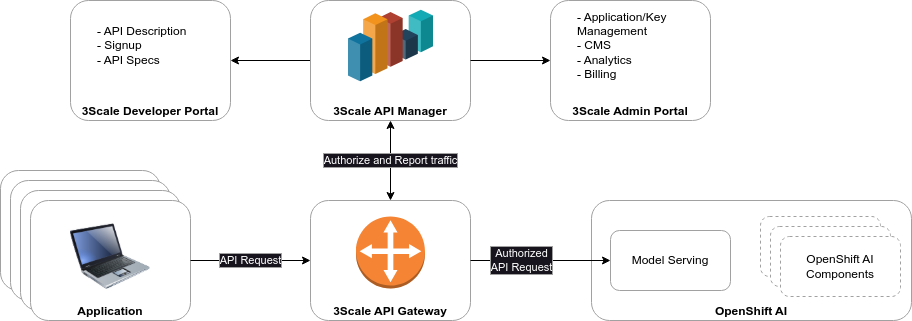 - API Description
- Signup
- API Specs
3Scale Developer Portal
3Scale API Manager
- Application/Key
Management
- CMS
- Analytics
- Billing
3Scale Admin Portal
Authorize and Report traffic
Application
API Request
3Scale API Gateway
Authorized
API Request
Model Serving
OpenShift AI
Components
OpenShift AI